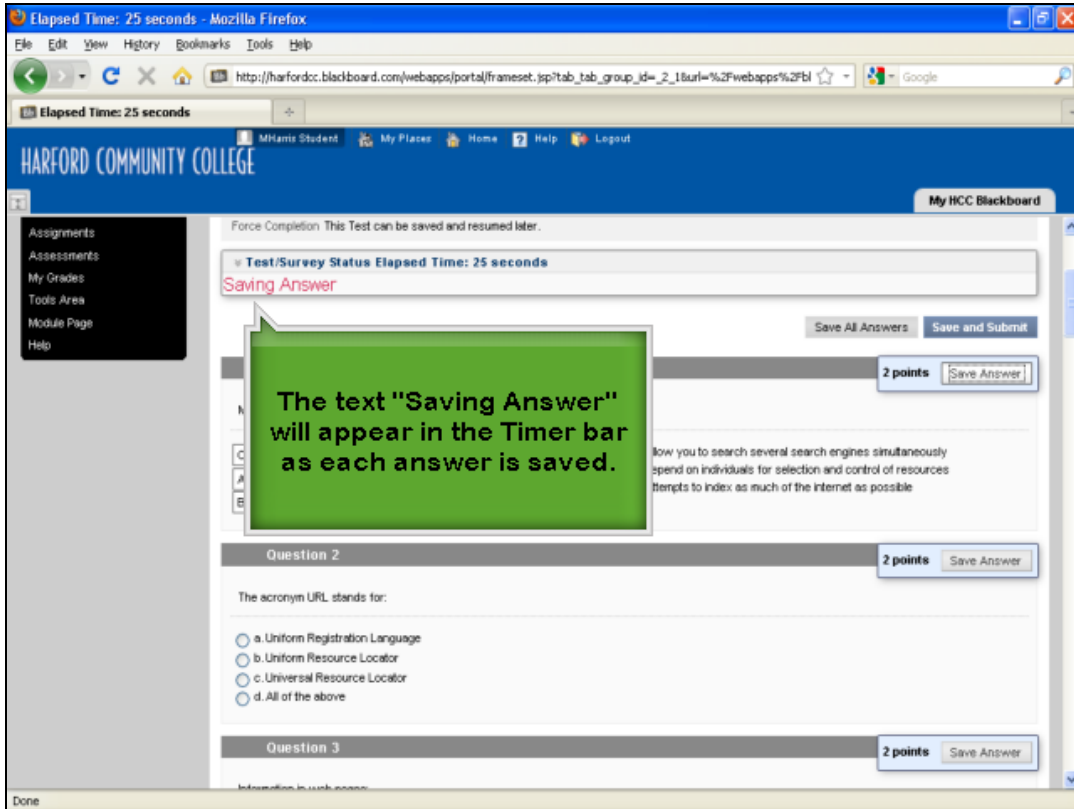 Elapsed Time: 25 seconds - Mozilla Firefox
File Edit View History Bookmarks Tools Help
http://harfordcc.blackboard.com/webapps/portal/frameset.jsp?tab_tab_group_id=_2_1&url=%2Fwebapps%2Fbl
Google
Elapsed Time: 25 seconds
MHarris Student My Places Home Help Logout
HARFORD COMMUNITY COLLEGE
My HCC Blackboard
Assignments
Assessments
My Grades
Tools Area
Module Page
Help
Force Completion This Test can be saved and resumed later.
Test/Survey Status Elapsed Time: 25 seconds
Saving Answer
Save All Answers Save and Submit
2 points Save Answer
The text "Saving Answer"
will appear in the Timer bar
as each answer is saved.
llow you to search several search engines simultaneously
epend on individuals for selection and control of resources
ttempts to index as much of the internet as possible
Question 2
2 points Save Answer
The acronym URL stands for:
a. Uniform Registration Language
b. Uniform Resource Locator
c. Universal Resource Locator
d. All of the above
Question 3
2 points Save Answer
Done